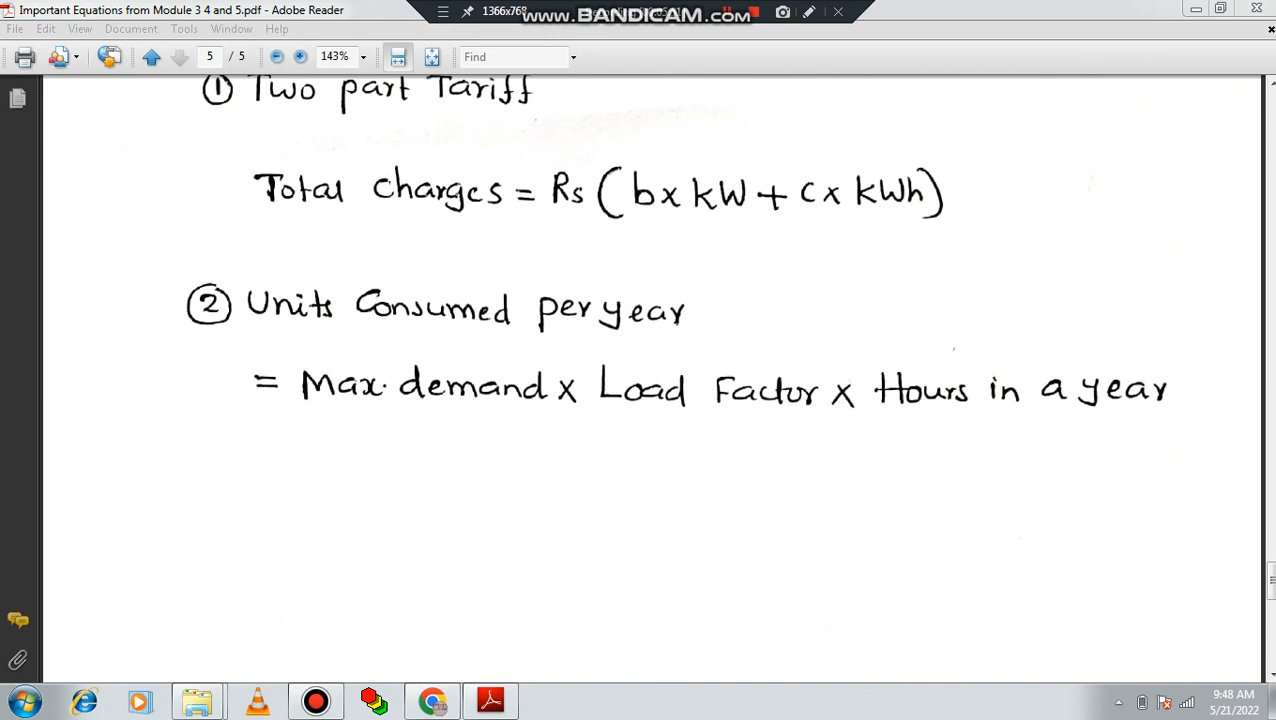 Important Equations from Module 3 4 and 5.pdf - Adobe Reader
1366x768
www.BANDICAM.com
File Edit View Document Tools Window Help
5 / 5 143% Find
① Two part Tariff
Total charges = Rs (b x kW + c x kWh)
② Units Consumed per year
= Max. demand x Load Factor x Hours in a year
9:48 AM
5/21/2022